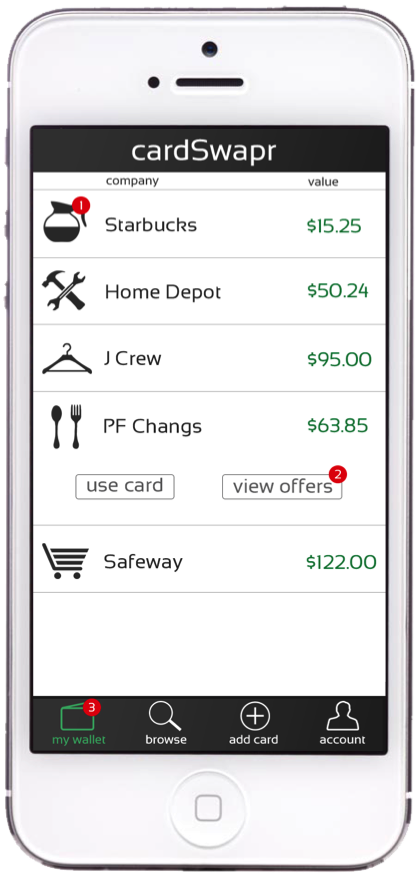 cardSwapr
company value
1
Starbucks $15.25
Home Depot $50.24
J Crew $95.00
PF Changs $63.85
use card view offers 2
Safeway $122.00
3
my wallet browse add card account